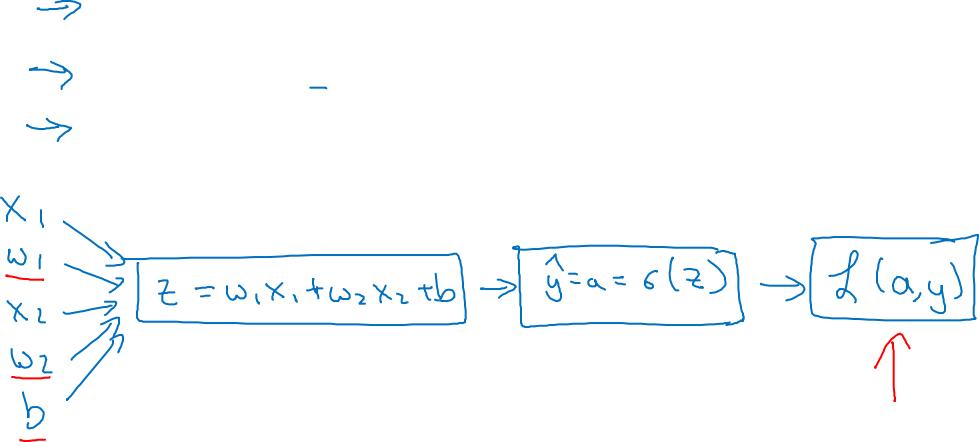 x₁
w₁
x₂
w₂
b
z = w₁x₁ + w₂x₂ + b
ŷ = a = σ(z)
ℒ(a, y)